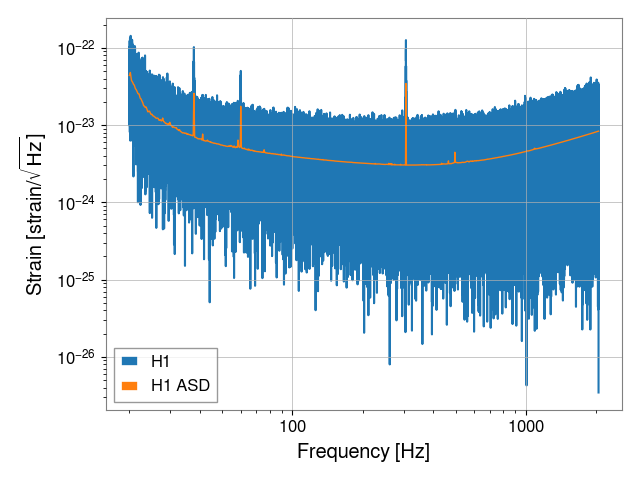 10⁻²²
10⁻²³
10⁻²⁴
10⁻²⁵
10⁻²⁶
Strain [strain/√Hz]
H1
H1 ASD
100
1000
Frequency [Hz]